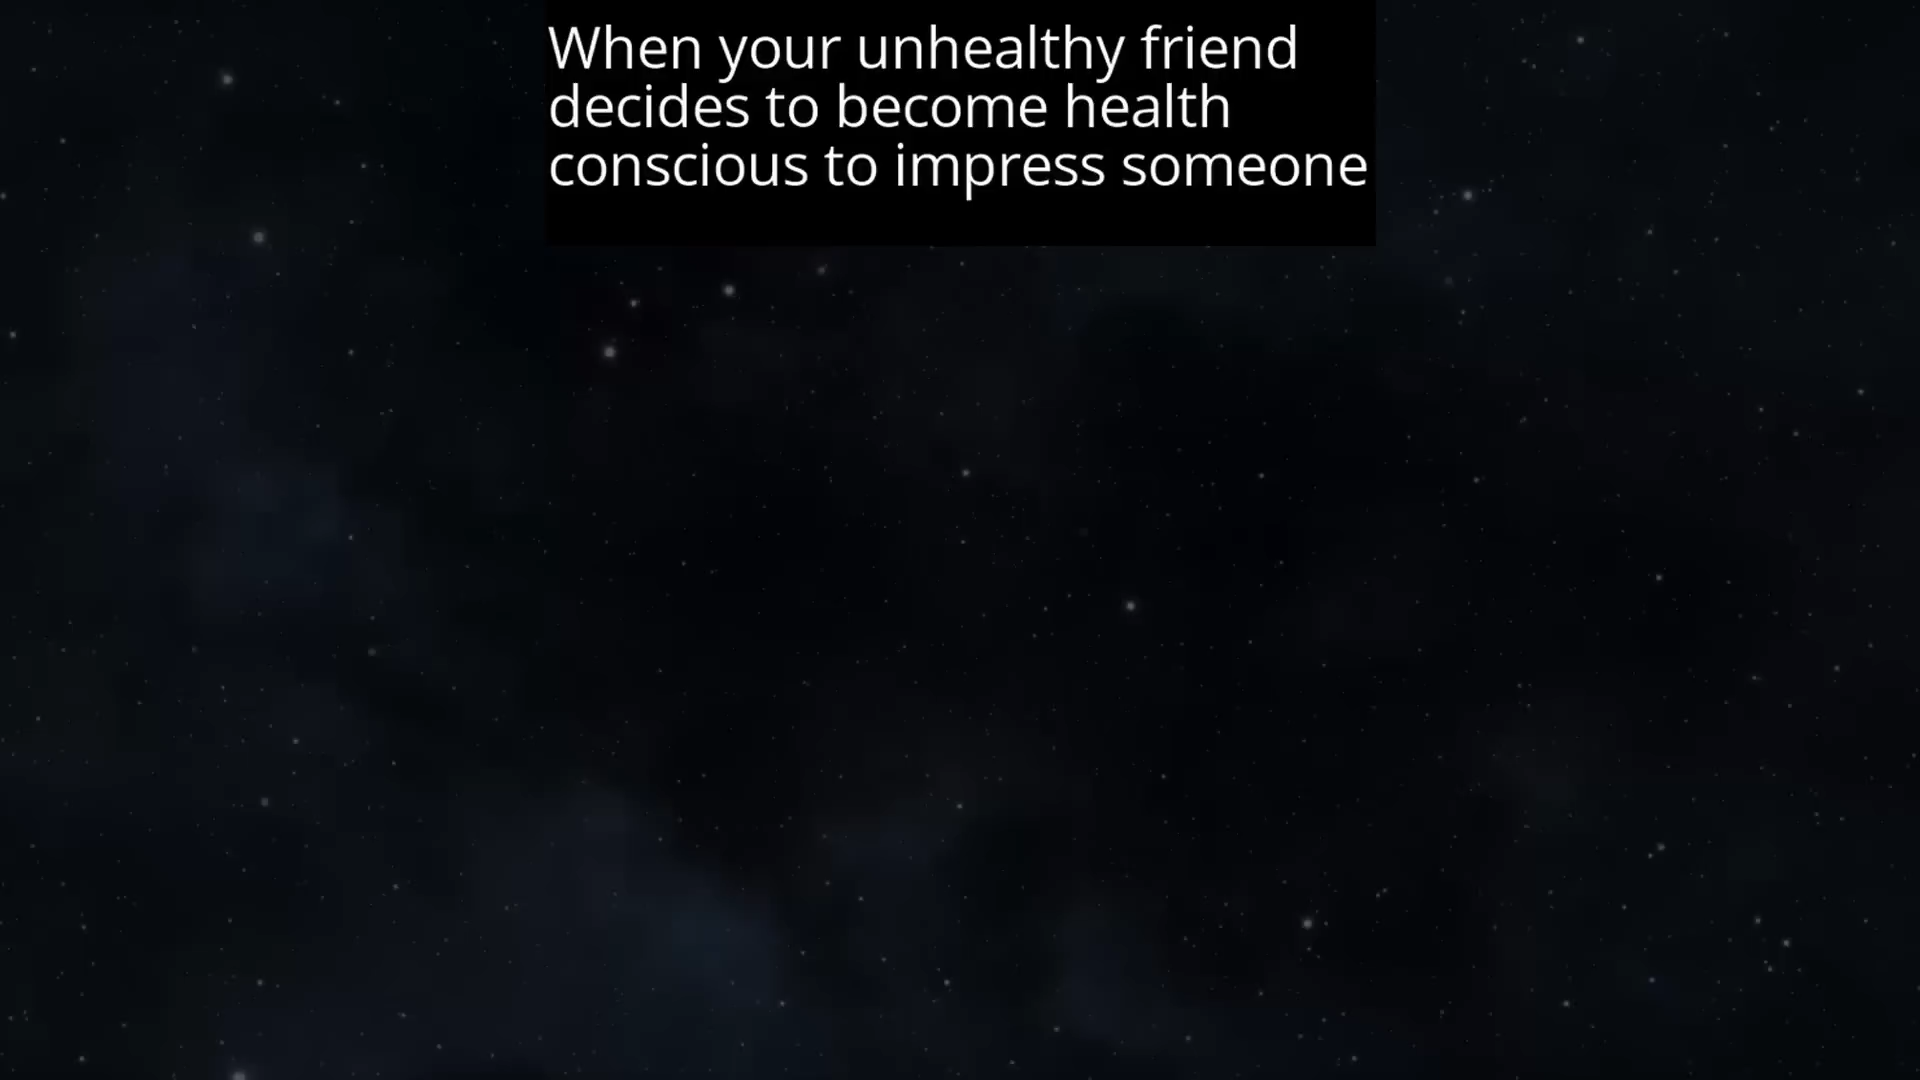 When your unhealthy friend
decides to become health
conscious to impress someone